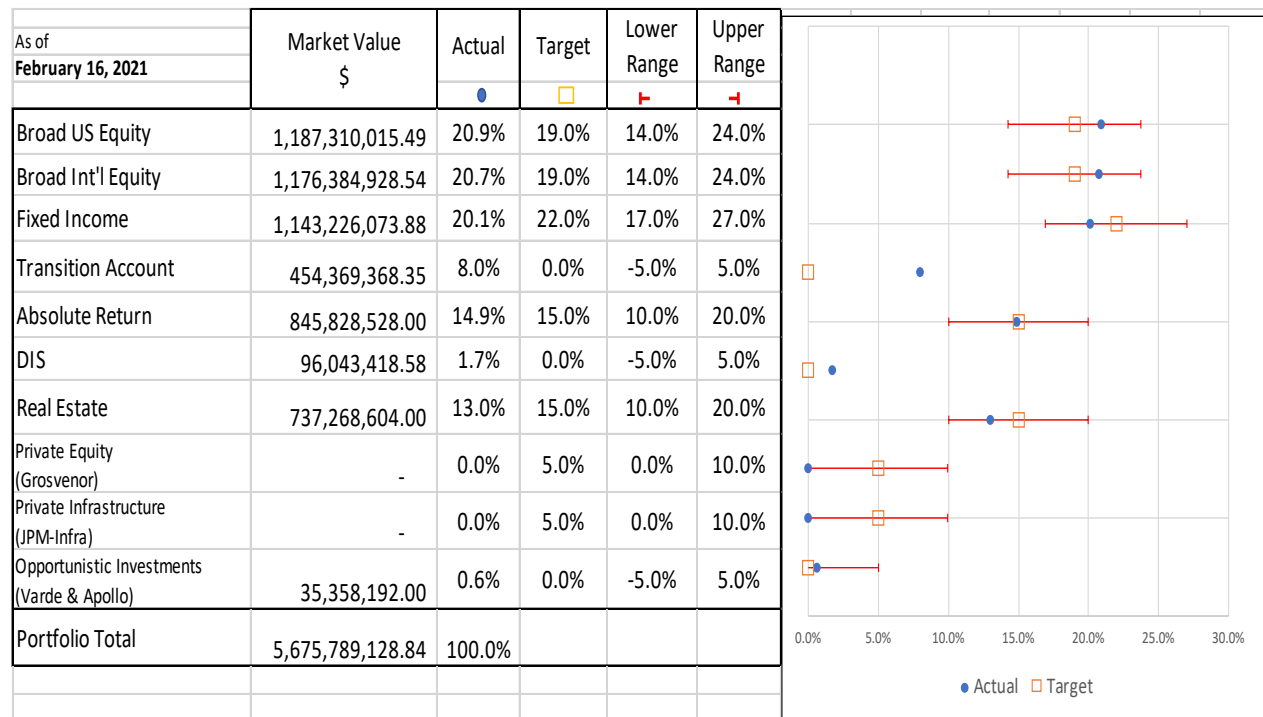 As of
February 16, 2021
Market Value
$
Actual
Target
Lower
Range
Upper
Range
Broad US Equity 1,187,310,015.49 20.9% 19.0% 14.0% 24.0%
Broad Int'l Equity 1,176,384,928.54 20.7% 19.0% 14.0% 24.0%
Fixed Income 1,143,226,073.88 20.1% 22.0% 17.0% 27.0%
Transition Account 454,369,368.35 8.0% 0.0% -5.0% 5.0%
Absolute Return 845,828,528.00 14.9% 15.0% 10.0% 20.0%
DIS 96,043,418.58 1.7% 0.0% -5.0% 5.0%
Real Estate 737,268,604.00 13.0% 15.0% 10.0% 20.0%
Private Equity
(Grosvenor) - 0.0% 5.0% 0.0% 10.0%
Private Infrastructure
(JPM-Infra) - 0.0% 5.0% 0.0% 10.0%
Opportunistic Investments
(Varde & Apollo) 35,358,192.00 0.6% 0.0% -5.0% 5.0%
Portfolio Total 5,675,789,128.84 100.0%
0.0% 5.0% 10.0% 15.0% 20.0% 25.0% 30.0%
Actual Target